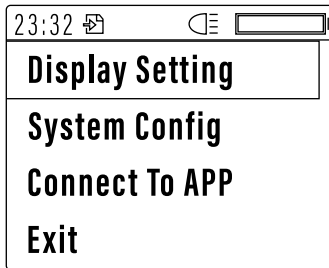 23:32
Display Setting
System Config
Connect To APP
Exit